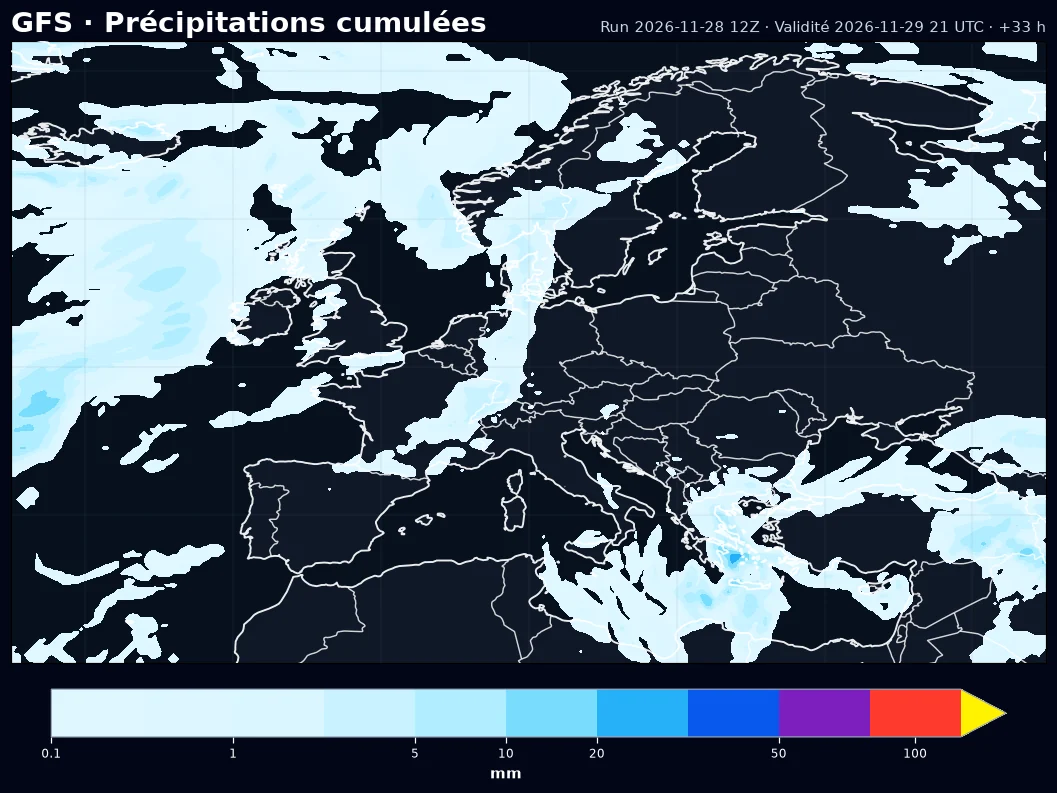 GFS · Précipitations cumulées
Run 2026-11-28 12Z · Validité 2026-11-29 21 UTC · +33 h
0.1 1 5 10 20 50 100
mm